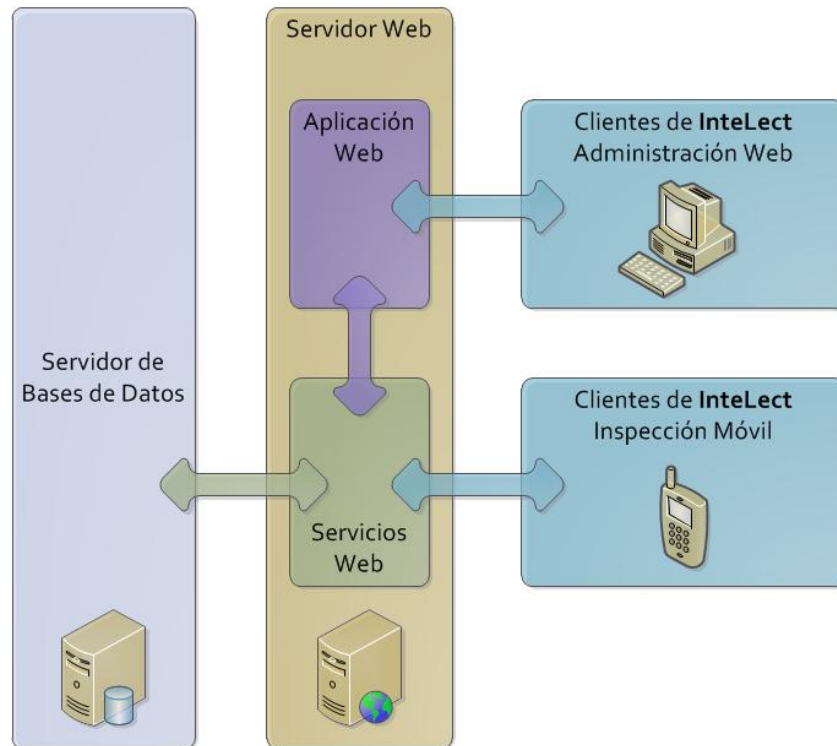 Servidor Web
Aplicación
Web
Clientes de InteLect
Administración Web
Servidor de
Bases de Datos
Clientes de InteLect
Inspección Móvil
Servicios
Web